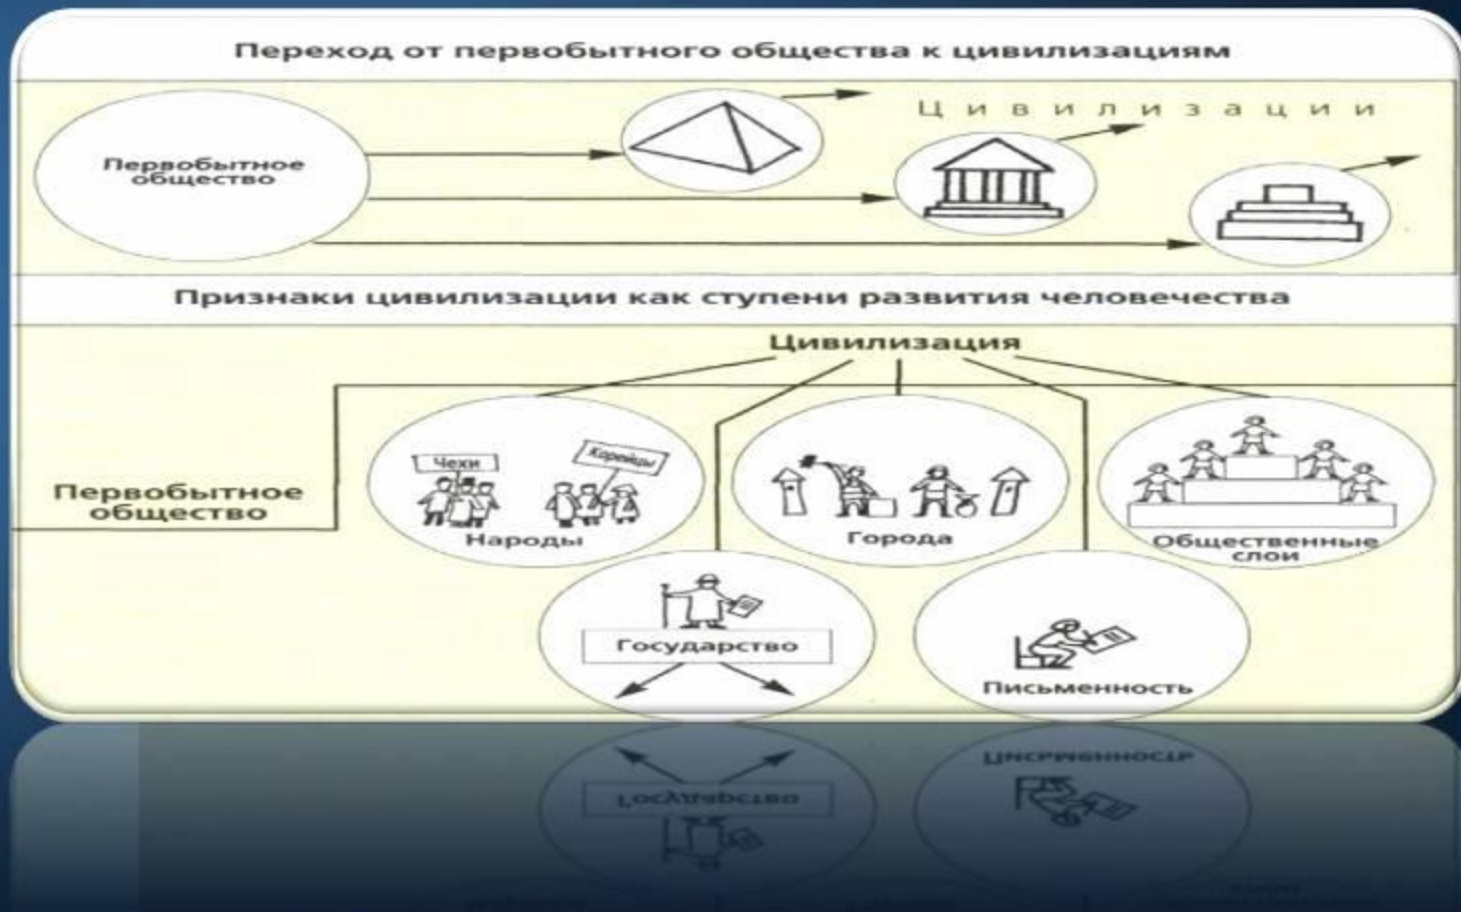 Переход от первобытного общества к цивилизациям
Первобытное
общество
Цивилизации
Признаки цивилизации как ступени развития человечества
Цивилизация
Первобытное
общество
Чехи
Корейцы
Народы
Города
Общественные
слои
Государство
Письменность